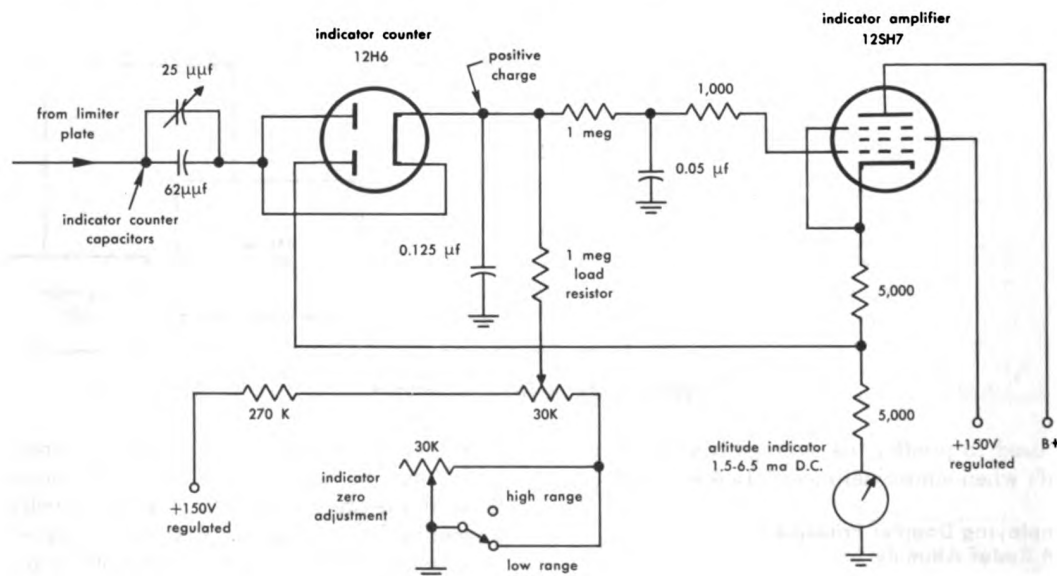 indicator amplifier
12SH7
indicator counter
12H6
positive
charge
25 μμf
from limiter
plate
62μμf
indicator counter
capacitors
1 meg
1,000
0.05 μf
0.125 μf
1 meg
load
resistor
5,000
5,000
270 K
30K
30K
indicator
zero
adjustment
+150V
regulated
high range
low range
altitude indicator
1.5-6.5 ma D.C.
+150V
regulated
B+